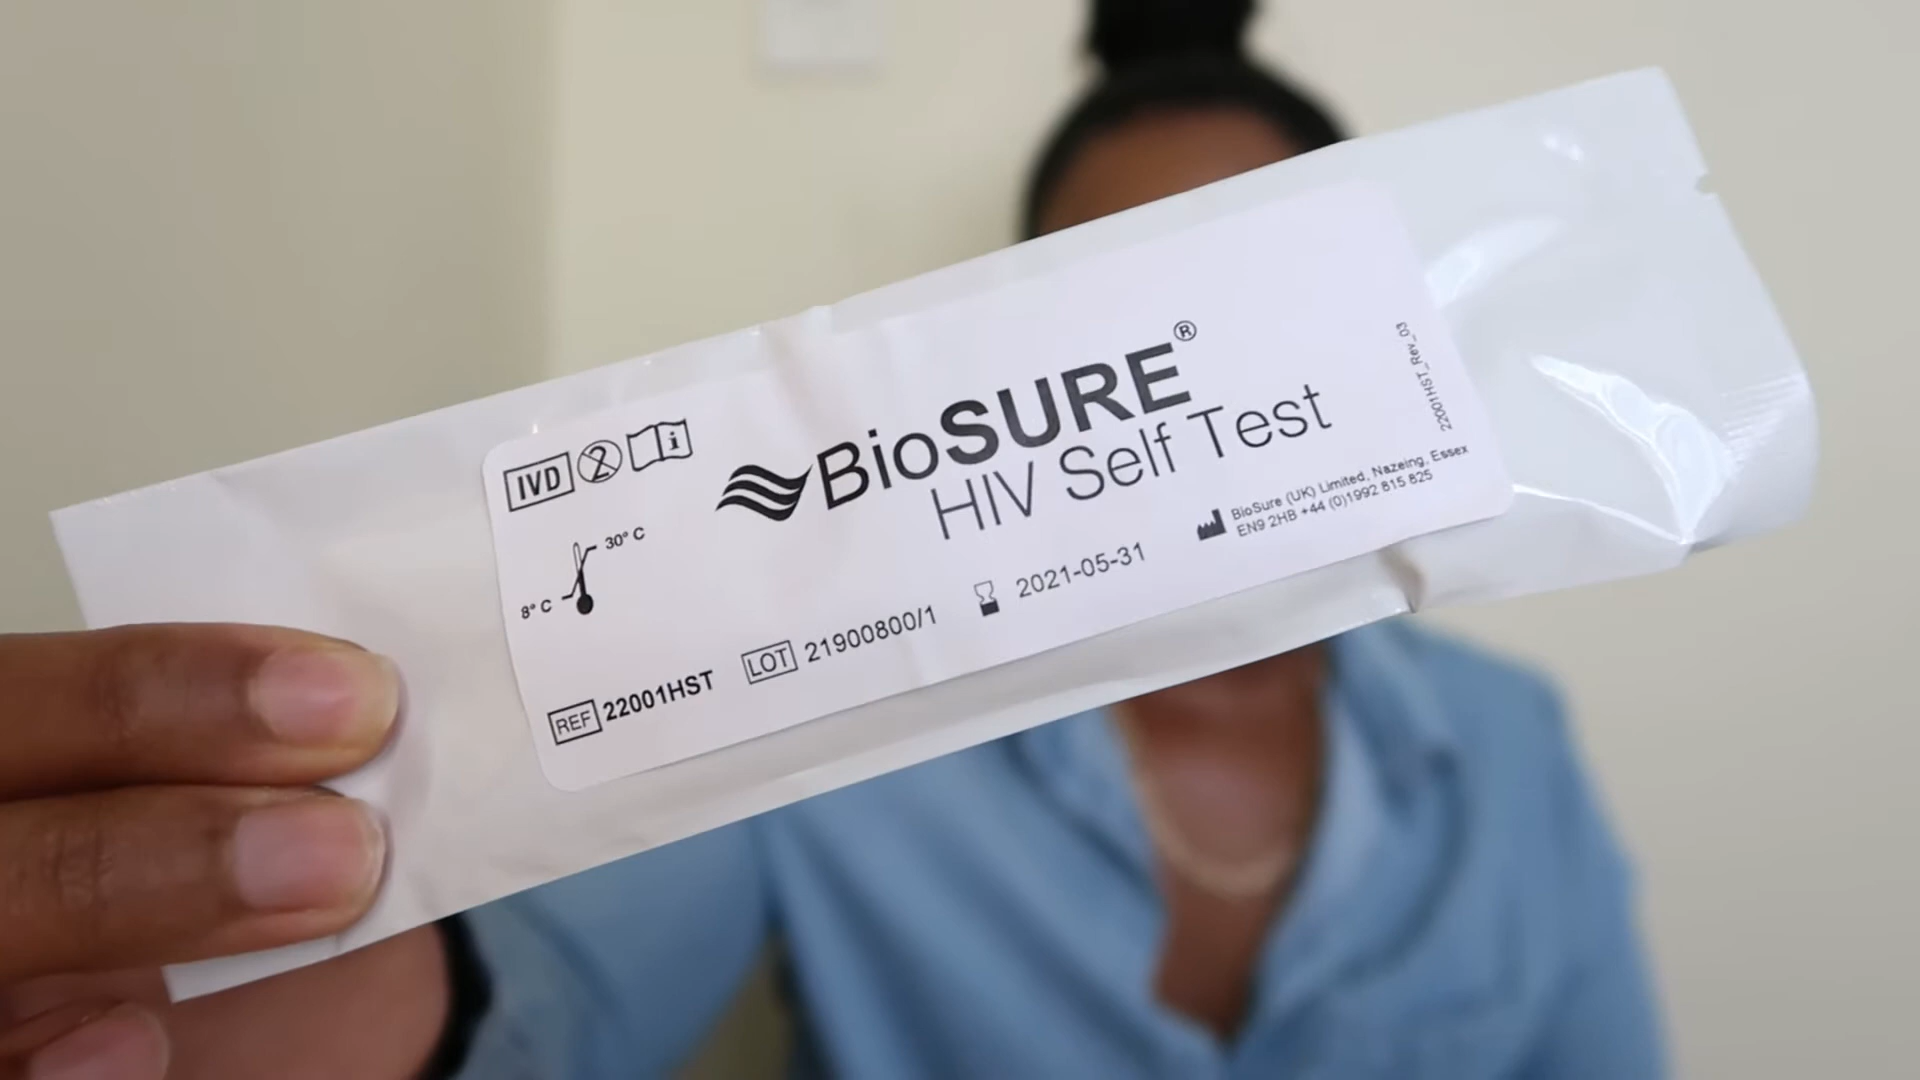 IVD 2 i
BioSURE®
HIV Self Test
22001HST_Rev_03
30° C
8° C
BioSure (UK) Limited, Nazeing, Essex
EN9 2HB +44 (0)1992 815 825
2021-05-31
LOT 21900800/1
REF 22001HST